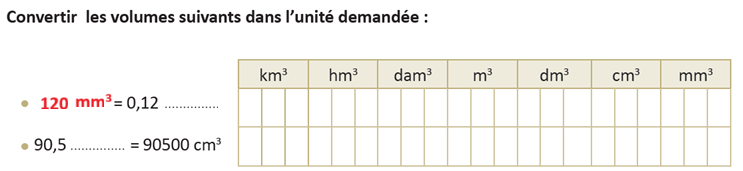 Convertir les volumes suivants dans l’unité demandée :
km³ hm³ dam³ m³ dm³ cm³ mm³
• 120 mm³ = 0,12 ...............
• 90,5 ............... = 90500 cm³